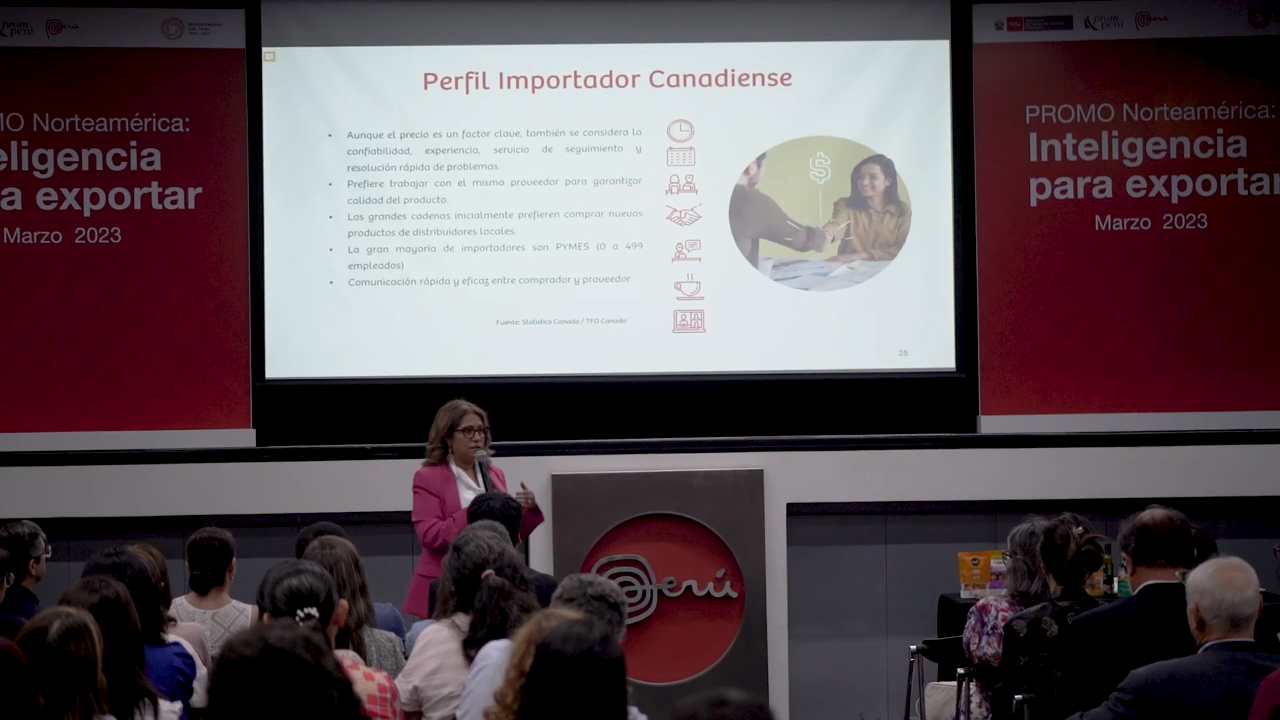 Perú
Perú
PROMO Norteamérica:
Inteligencia
para exportar
Marzo 2023
Perfil Importador Canadiense
• Aunque el precio es un factor clave, también se considera la
confiabilidad, experiencia, servicio de seguimiento y
resolución rápida de problemas.
• Prefiere trabajar con el mismo proveedor para garantizar
calidad del producto.
• Las grandes cadenas inicialmente prefieren comprar nuevos
productos de distribuidores locales.
• La gran mayoría de importadores son PYMES (0 a 499
empleados)
• Comunicación rápida y eficaz entre comprador y proveedor.
Fuente: Statistics Canada / TFO Canada
$
25
MO Norteamérica:
eligencia
a exportar
Marzo 2023
Perú